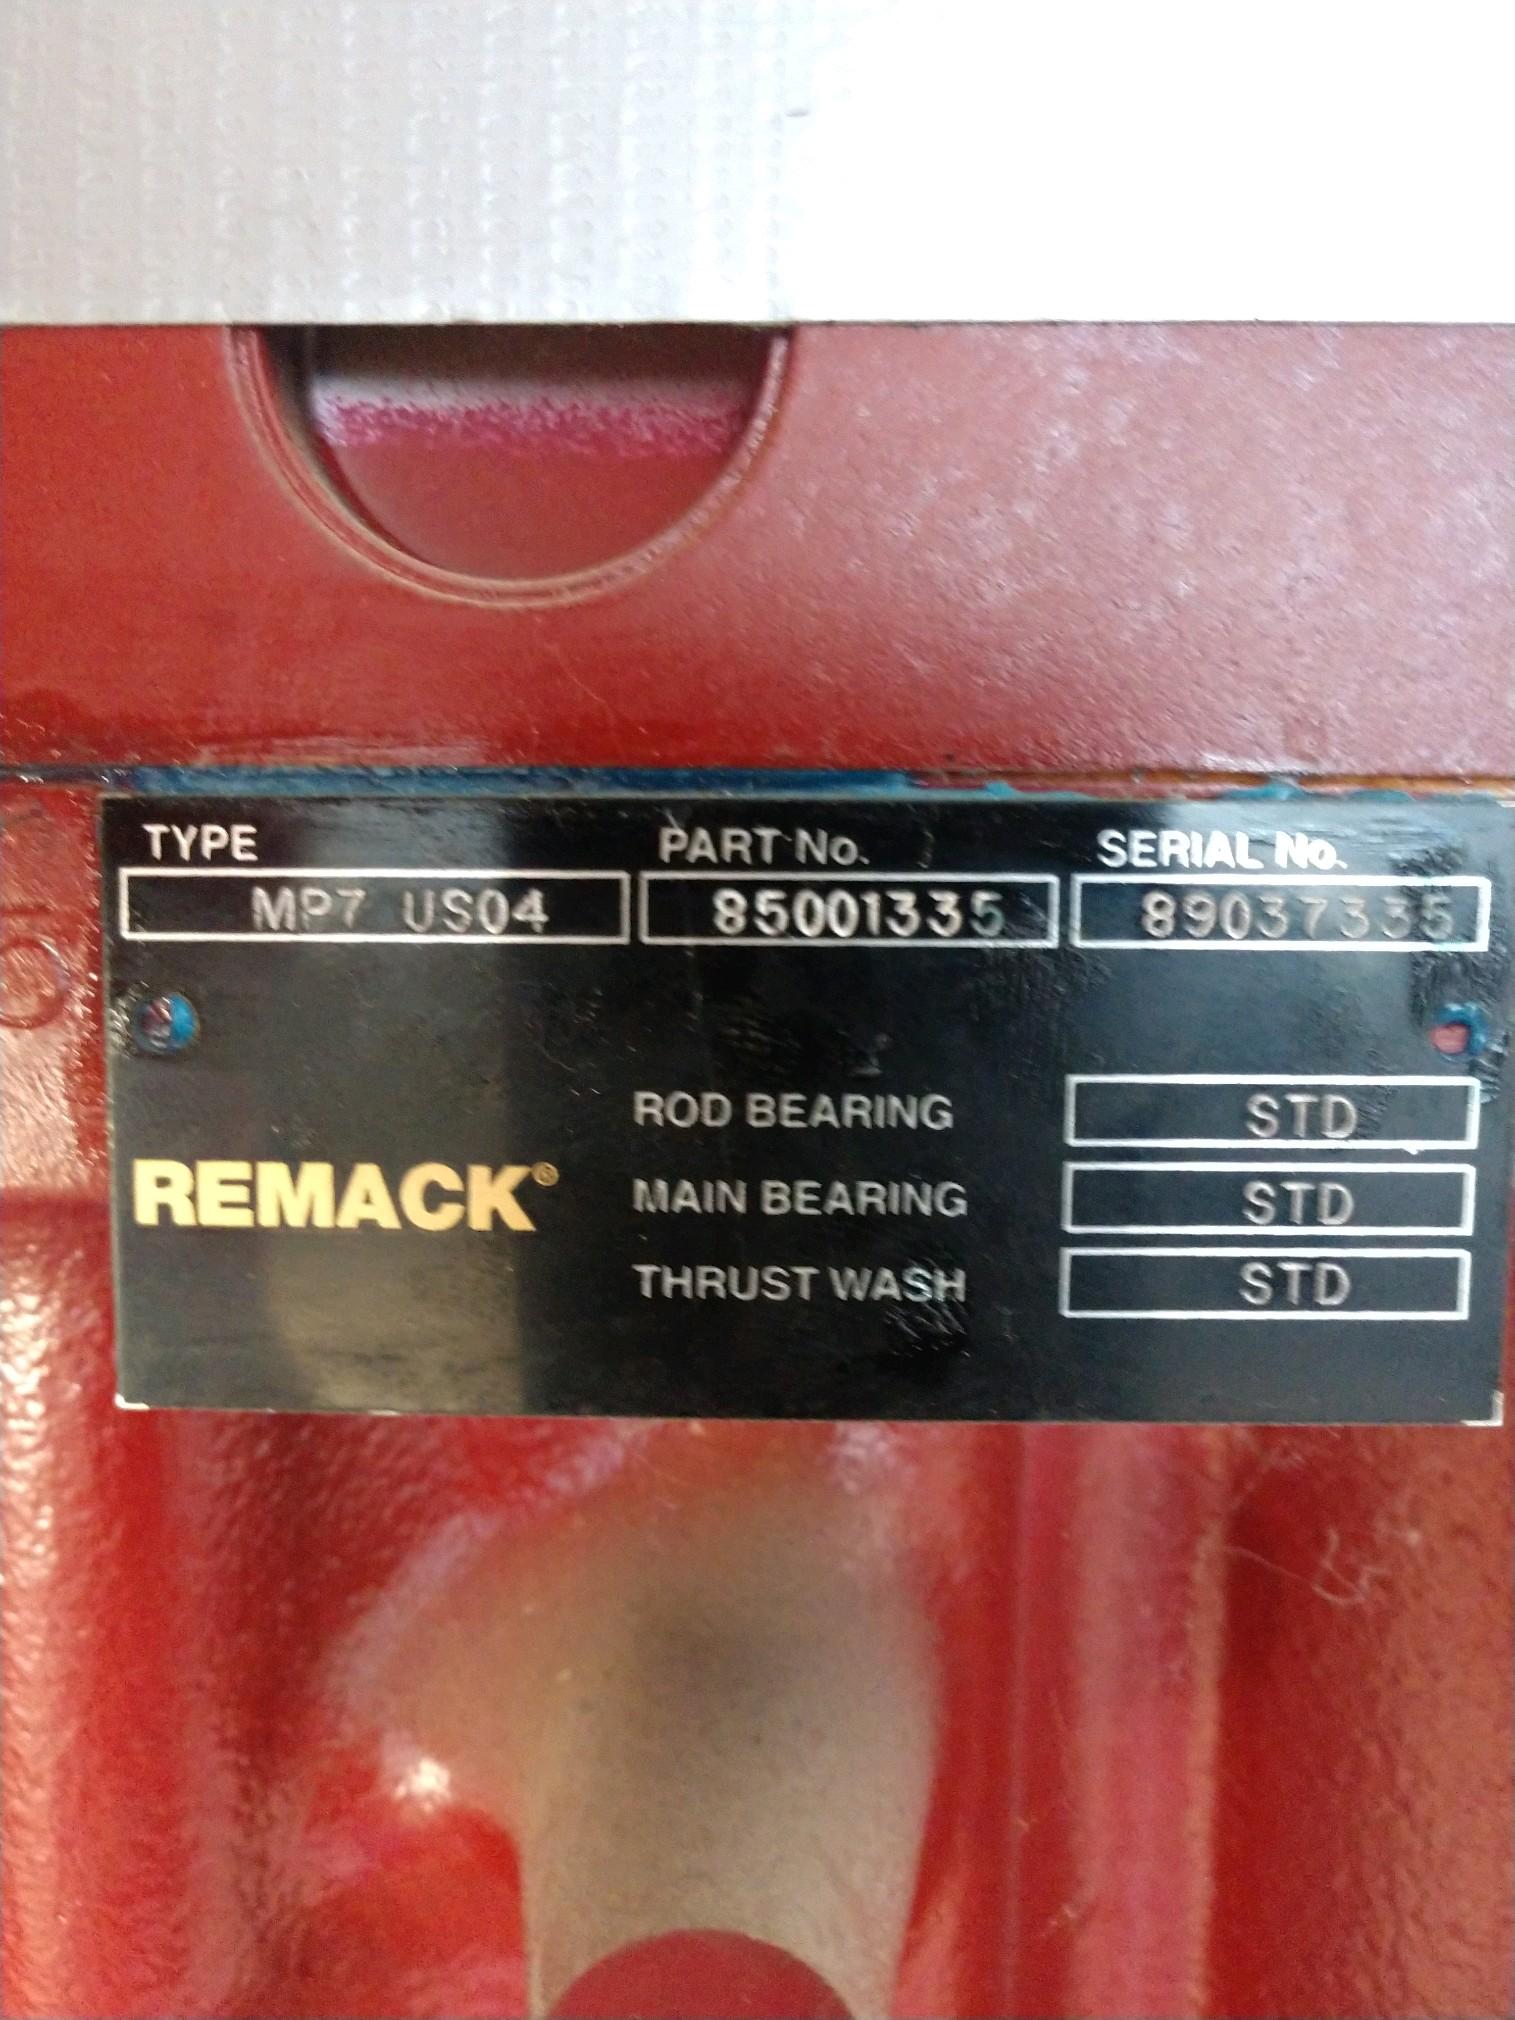 TYPE PART No. SERIAL No.
MP7 US04 85001335 89037335
ROD BEARING STD
REMACK®
MAIN BEARING STD
THRUST WASH STD